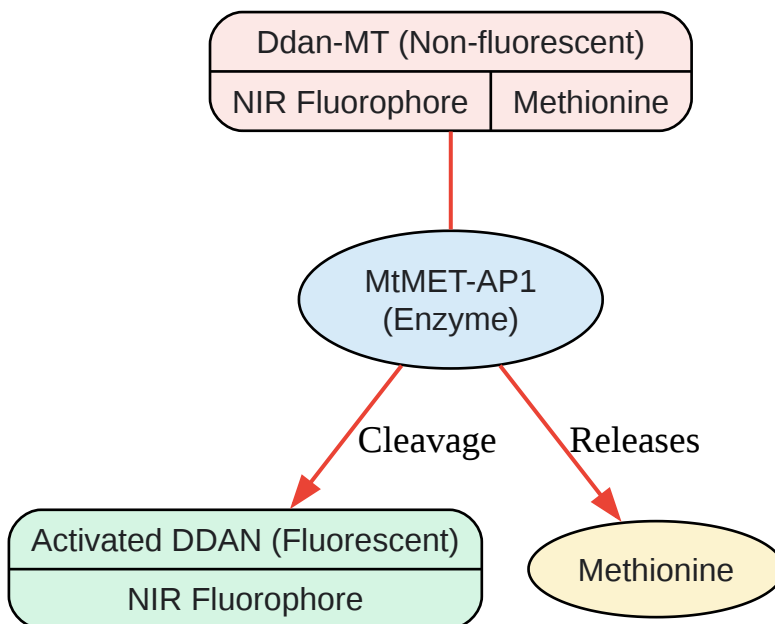 Ddan-MT (Non-fluorescent)
NIR Fluorophore
Methionine
MtMET-AP1
(Enzyme)
Cleavage
Releases
Activated DDAN (Fluorescent)
NIR Fluorophore
Methionine